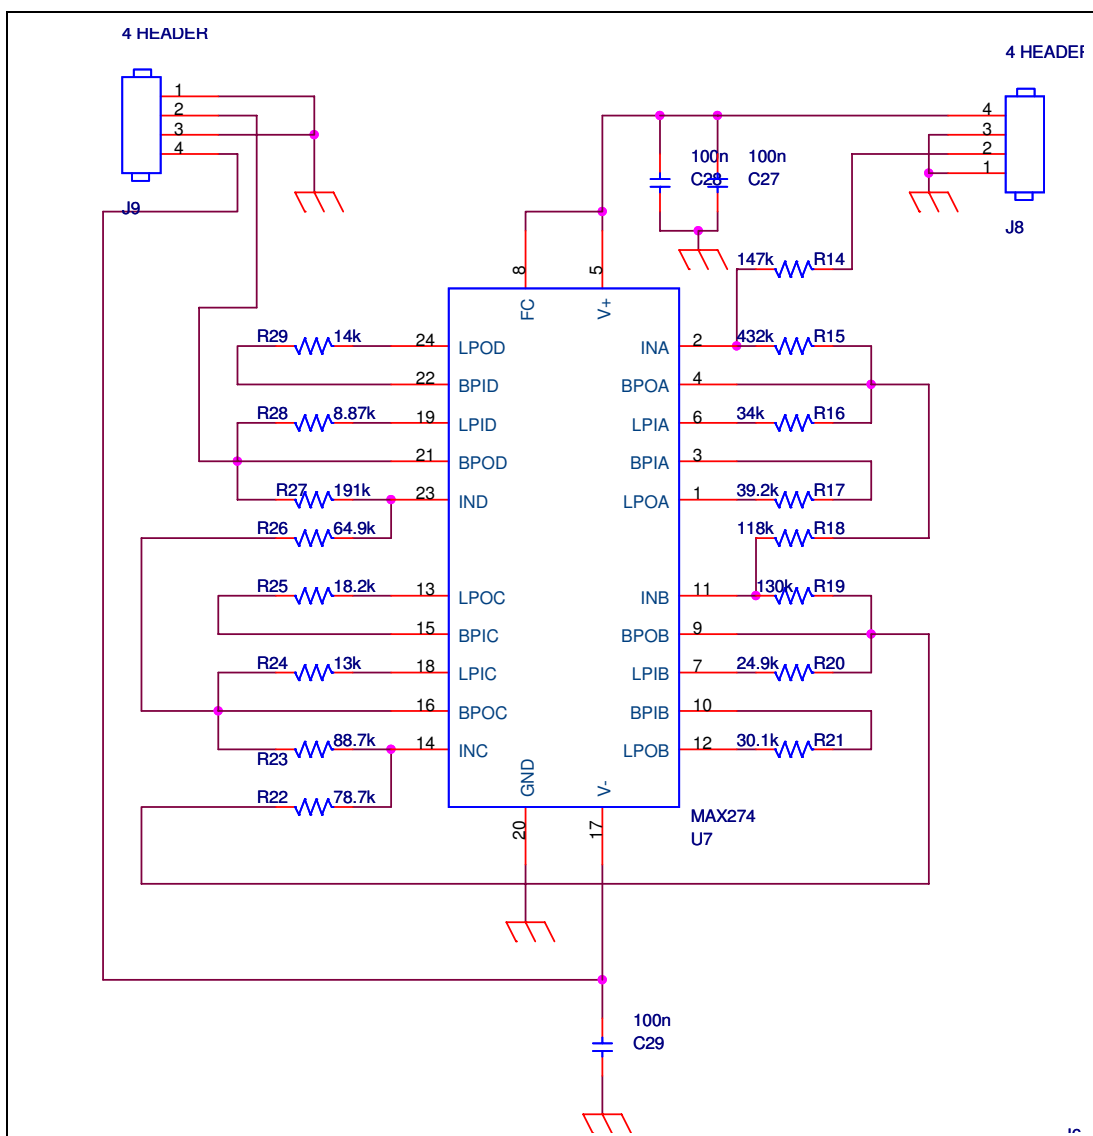 4 HEADER
4 HEADER
1
2
3
4
J9
4
3
2
1
J8
100n
C28
100n
C27
147k R14
8
5
FC
V+
R29 14k 24 LPOD
R28 8.87k 19 LPID
22 BPID
21 BPOD
R27 191k 23 IND
R26 64.9k
R25 18.2k 13 LPOC
15 BPIC
R24 13k 18 LPIC
16 BPOC
R23 88.7k 14 INC
R22 78.7k
INA 2 432k R15
BPOA 4
LPIA 6 34k R16
BPIA 3
LPOA 1 39.2k R17
118k R18
INB 11 130k R19
BPOB 9
LPIB 7 24.9k R20
BPIB 10
LPOB 12 30.1k R21
GND
V-
20
17
MAX274
U7
100n
C29